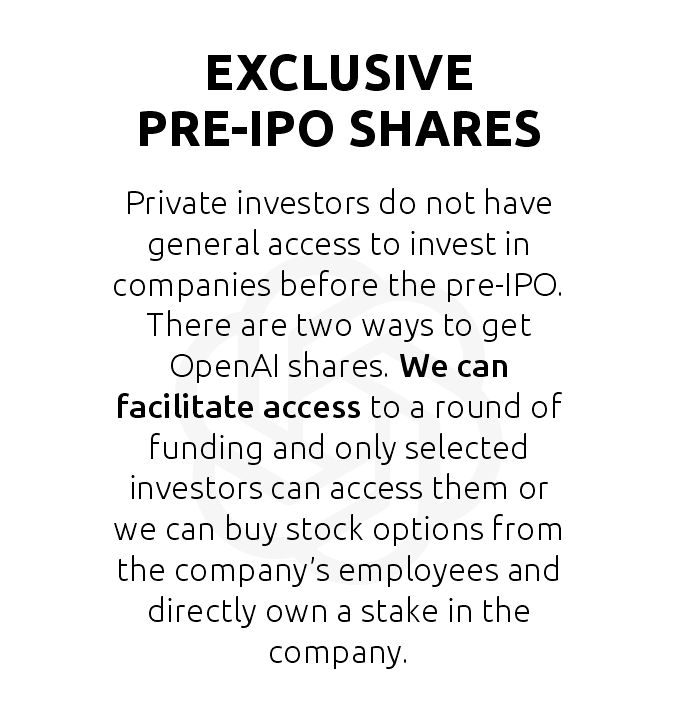 EXCLUSIVE
PRE-IPO SHARES
Private investors do not have
general access to invest in
companies before the pre-IPO.
There are two ways to get
OpenAI shares. We can
facilitate access to a round of
funding and only selected
investors can access them or
we can buy stock options from
the company’s employees and
directly own a stake in the
company.